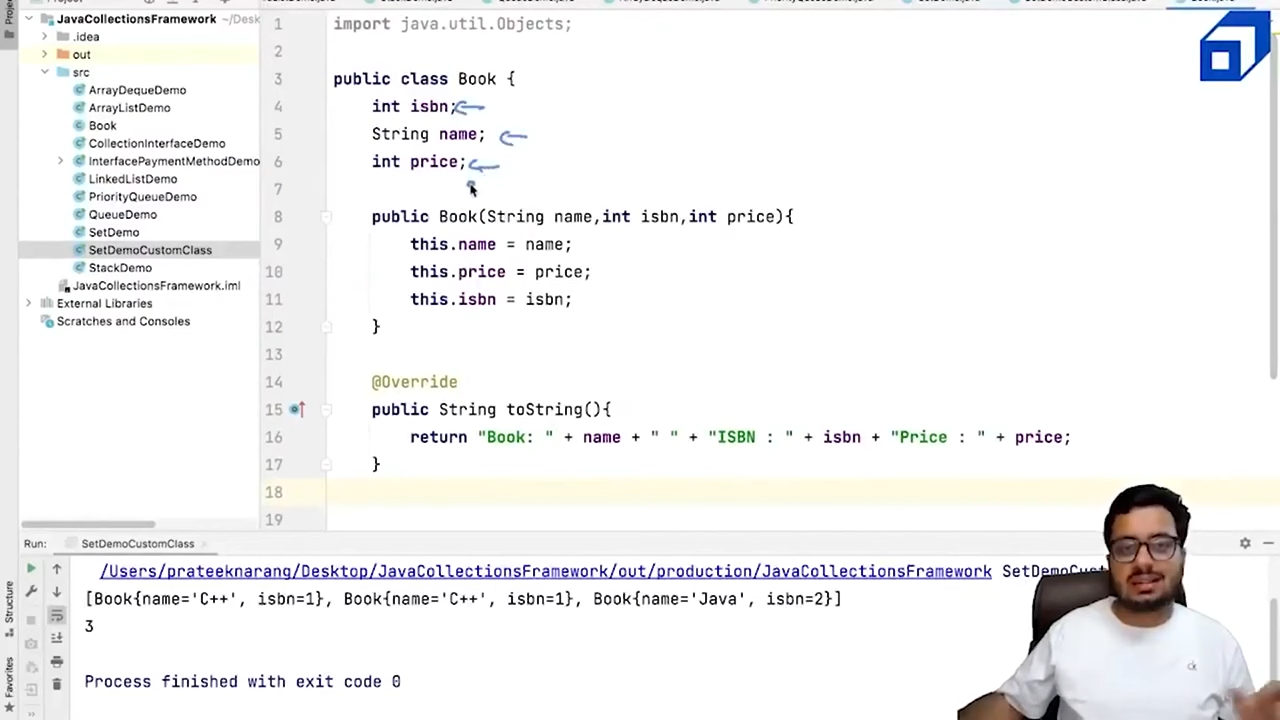 JavaCollectionsFramework ~/Desk
.idea
out
src
ArrayDequeDemo
ArrayListDemo
Book
CollectionInterfaceDemo
InterfacePaymentMethodDemo
LinkedListDemo
PriorityQueueDemo
QueueDemo
SetDemo
SetDemoCustomClass
StackDemo
JavaCollectionsFramework.iml
External Libraries
Scratches and Consoles
1 import java.util.Objects;
2
3 public class Book {
4 int isbn;
5 String name;
6 int price;
7
8 public Book(String name,int isbn,int price){
9 this.name = name;
10 this.price = price;
11 this.isbn = isbn;
12 }
13
14 @Override
15 public String toString(){
16 return "Book: " + name + " " + "ISBN : " + isbn + "Price : " + price;
17 }
18
19
Run: SetDemoCustomClass
/Users/prateeknarang/Desktop/JavaCollectionsFramework/out/production/JavaCollectionsFramework SetDemoCust
[Book{name='C++', isbn=1}, Book{name='C++', isbn=1}, Book{name='Java', isbn=2}]
3
Process finished with exit code 0
Structure
Favorites